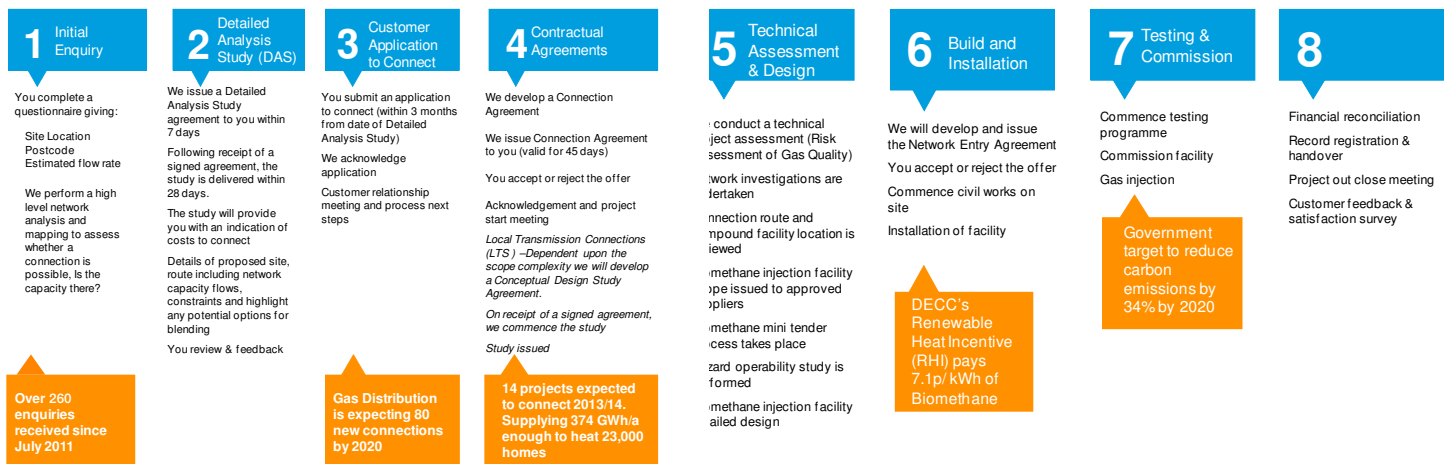 1 Initial
Enquiry
You complete a
questionnaire giving:
Site Location
Postcode
Estimated flow rate
We perform a high
level network
analysis and
mapping to assess
whether a
connection is
possible, Is the
capacity there?
Over 260
enquiries
received since
July 2011
2 Detailed
Analysis
Study (DAS)
We issue a Detailed
Analysis Study
agreement to you within
7 days
Following receipt of a
signed agreement, the
study is delivered within
28 days.
The study will provide
you with an indication of
costs to connect
Details of proposed site,
route including network
capacity flows,
constraints and highlight
any potential options for
blending
You review & feedback
3 Customer
Application
to Connect
You submit an application
to connect (within 3 months
from date of Detailed
Analysis Study)
We acknowledge
application
Customer relationship
meeting and process next
steps
Gas Distribution
is expecting 80
new connections
by 2020
4 Contractual
Agreements
We develop a Connection
Agreement
We issue Connection Agreement
to you (valid for 45 days)
You accept or reject the offer
Acknowledgement and project
start meeting
Local Transmission Connections
(LTS ) –Dependent upon the
scope complexity we will develop
a Conceptual Design Study
Agreement.
On receipt of a signed agreement,
we commence the study
Study issued
14 projects expected
to connect 2013/14.
Supplying 374 GWh/a
enough to heat 23,000
homes
5 Technical
Assessment
& Design
conduct a technical
assessment (Risk
of Gas Quality)
investigations are
route and
facility location is
injection facility
issued to approved
mini tender
takes place
operability study is
injection facility
design
6 Build and
Installation
We will develop and issue
the Network Entry Agreement
You accept or reject the offer
Commence civil works on
site
Installation of facility
DECC's
Renewable
Heat Incentive
(RHI) pays
7.1p/ kWh of
Biomethane
7 Testing &
Commission
Commence testing
programme
Commission facility
Gas injection
Government
target to reduce
carbon
emissions by
34% by 2020
8
Financial reconciliation
Record registration &
handover
Project out close meeting
Customer feedback &
satisfaction survey